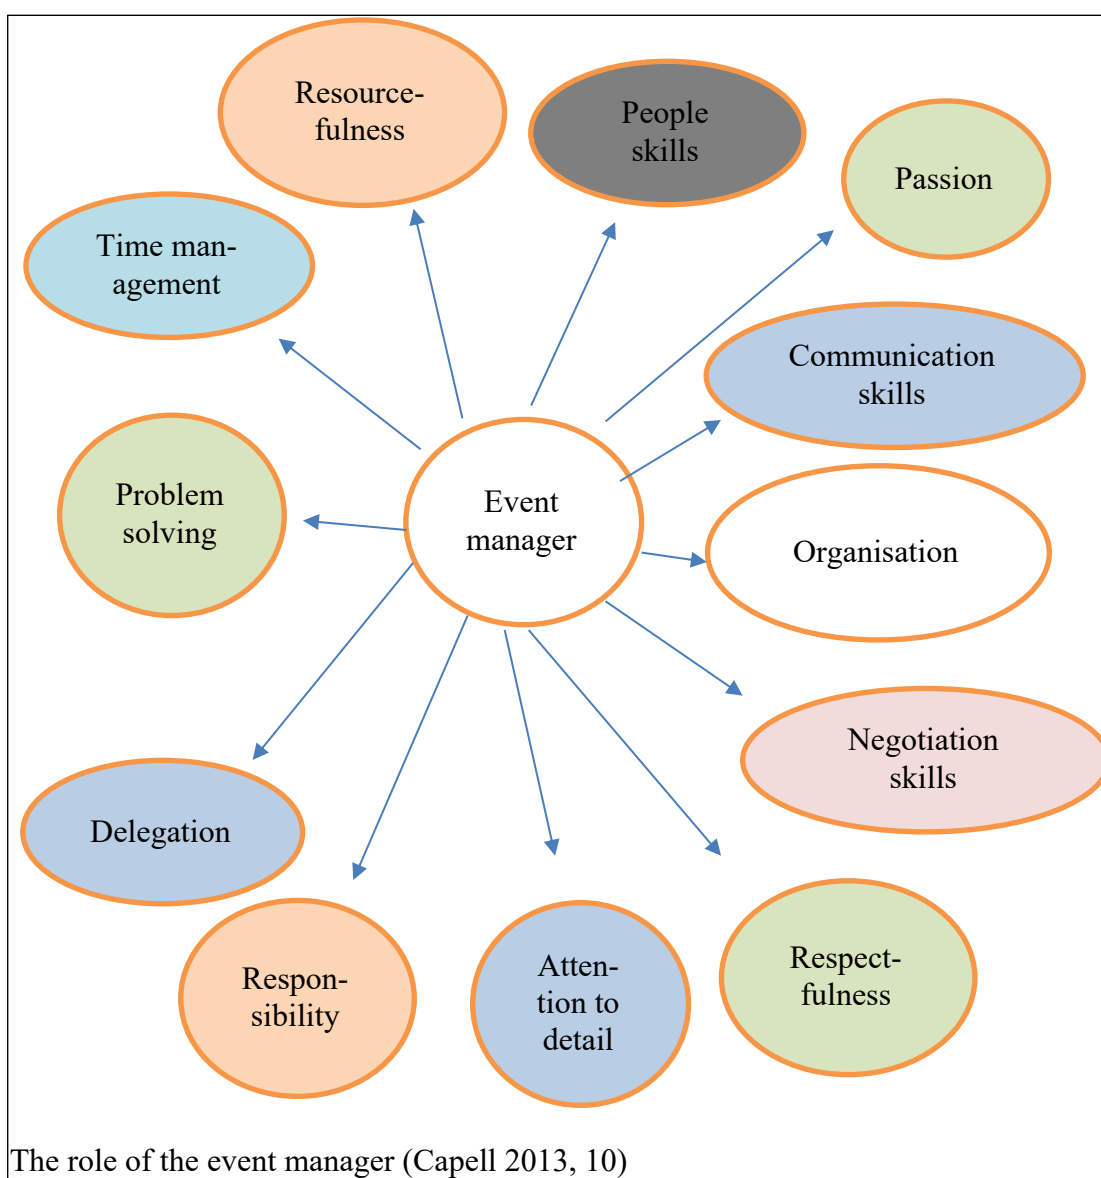 Resource-
fulness
People
skills
Passion
Time man-
agement
Communication
skills
Problem
solving
Event
manager
Organisation
Negotiation
skills
Delegation
Respon-
sibility
Atten-
tion to
detail
Respect-
fulness
The role of the event manager (Capell 2013, 10)